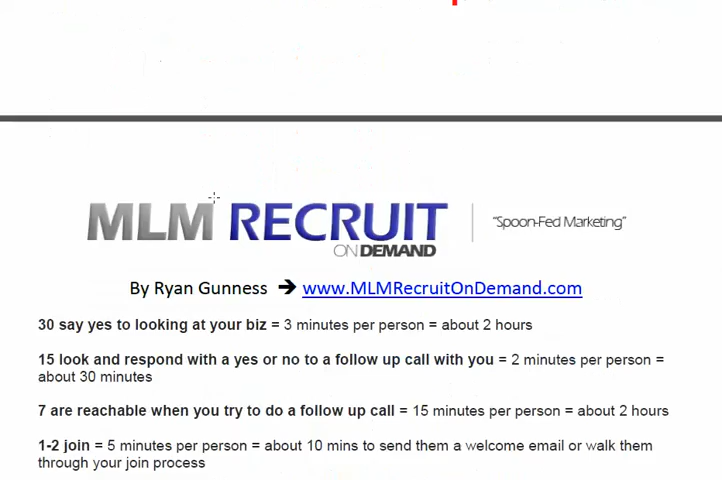 MLM RECRUIT
ON DEMAND
"Spoon-Fed Marketing"
By Ryan Gunness ➔ www.MLMRecruitOnDemand.com
30 say yes to looking at your biz = 3 minutes per person = about 2 hours
15 look and respond with a yes or no to a follow up call with you = 2 minutes per person =
about 30 minutes
7 are reachable when you try to do a follow up call = 15 minutes per person = about 2 hours
1-2 join = 5 minutes per person = about 10 mins to send them a welcome email or walk them
through your join process